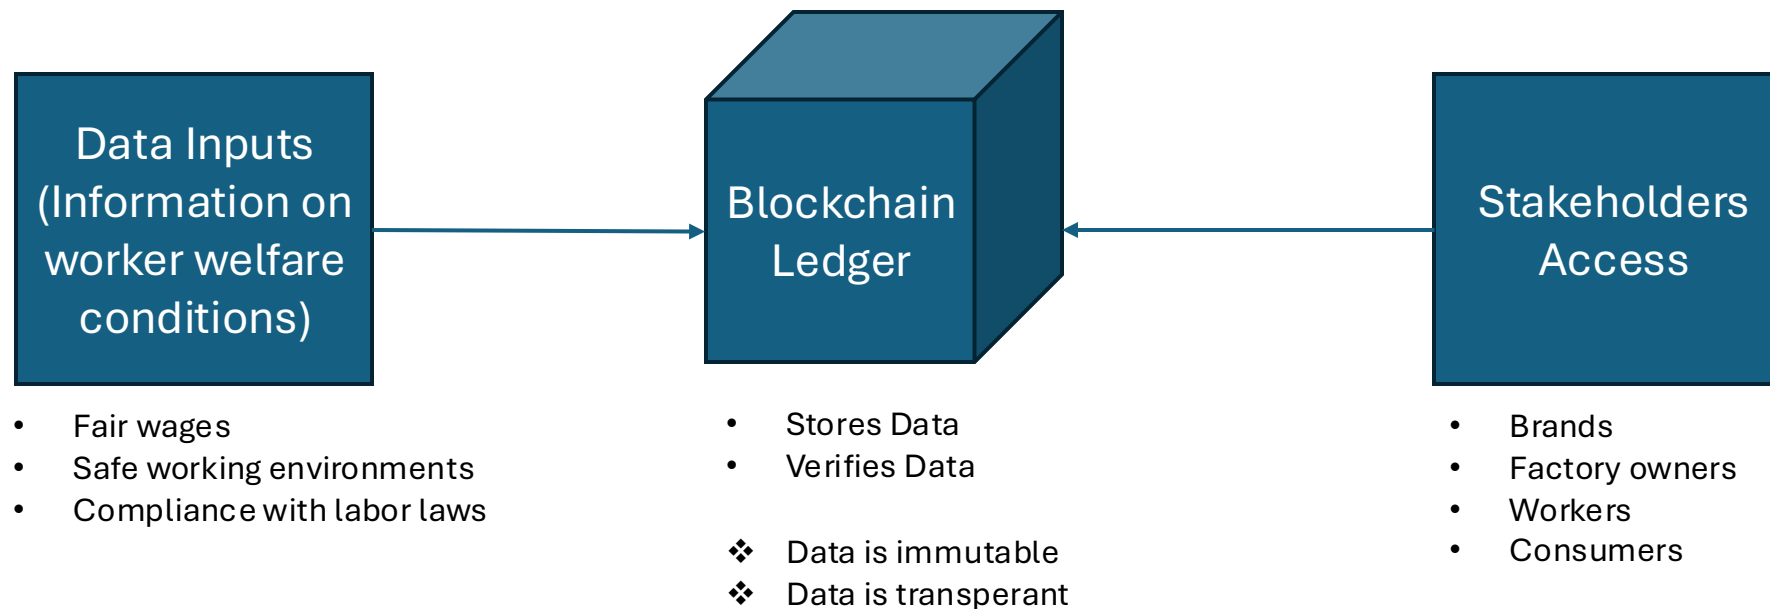 Data Inputs
(Information on
worker welfare
conditions)
• Fair wages
• Safe working environments
• Compliance with labor laws
Blockchain
Ledger
• Stores Data
• Verifies Data
❖ Data is immutable
❖ Data is transperant
Stakeholders
Access
• Brands
• Factory owners
• Workers
• Consumers